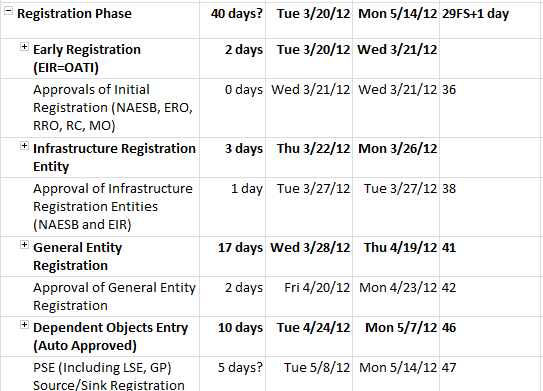 Registration Phase 40 days? Tue 3/20/12 Mon 5/14/12 29FS+1 day
Early Registration 2 days Tue 3/20/12 Wed 3/21/12
(EIR=OATI)
Approvals of Initial 0 days Wed 3/21/12 Wed 3/21/12 36
Registration (NAESB, ERO,
RRO, RC, MO)
Infrastructure Registration 3 days Thu 3/22/12 Mon 3/26/12
Entity
Approval of Infrastructure 1 day Tue 3/27/12 Tue 3/27/12 38
Registration Entities
(NAESB and EIR)
General Entity 17 days Wed 3/28/12 Thu 4/19/12 41
Registration
Approval of General Entity 2 days Fri 4/20/12 Mon 4/23/12 42
Registration
Dependent Objects Entry 10 days Tue 4/24/12 Mon 5/7/12 46
(Auto Approved)
PSE (Including LSE, GP) 5 days? Tue 5/8/12 Mon 5/14/12 47
Source/Sink Registration